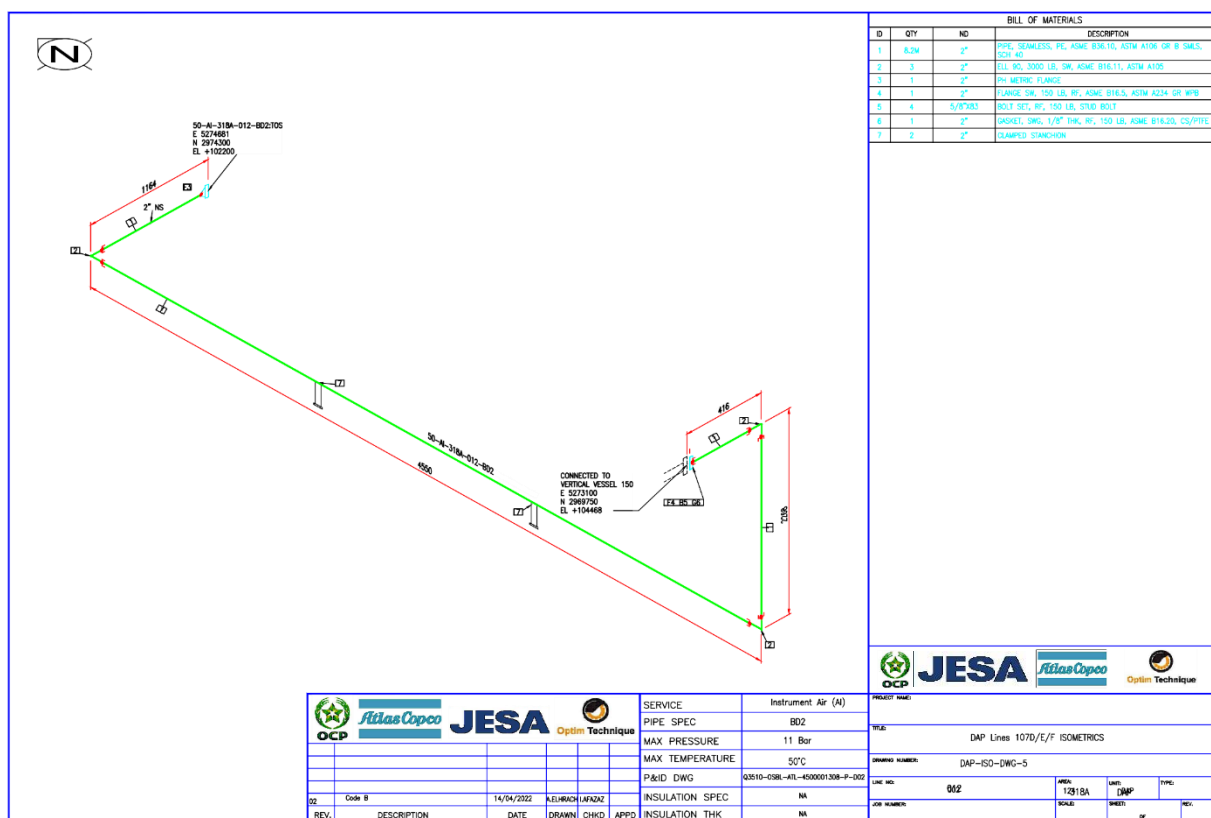 N
50-AI-318A-012-BD2:TOS
E 5274681
N 2974300
EL +102200
1164
2" NS
1
2
1
7
50-AI-318A-012-BD2
4550
7
CONNECTED TO
VERTICAL VESSEL 150
E 5273100
N 2969750
EL +104468
416
2
1
F4 B5 G6
1
2
BILL OF MATERIALS
ID QTY ND DESCRIPTION
1 8.2M 2" PIPE, SEAMLESS, PE, ASME B36.10, ASTM A106 GR B SMLS,
SCH 40
2 3 2" ELL 90, 3000 LB, SW, ASME B16.11, ASTM A105
3 1 2" PH METRIC FLANGE
4 1 2" FLANGE SW, 150 LB, RF, ASME B16.5, ASTM A234 GR WPB
5 4 5/8"X83 BOLT SET, RF, 150 LB, STUD BOLT
6 1 2" GASKET, SWG, 1/8" THK, RF, 150 LB, ASME B16.20, CS/PTFE
7 2 2" CLAMPED STANCHION
OCP JESA AtlasCopco Optim Technique
OCP AtlasCopco JESA Optim Technique
02 Code B 14/04/2022 A.ELHRACH I.AFAZAZ
REV. DESCRIPTION DATE DRAWN CHKD APPD
SERVICE Instrument Air (AI)
PIPE SPEC BD2
MAX PRESSURE 11 Bar
MAX TEMPERATURE 50°C
P&ID DWG Q3510-OSBL-ATL-4500001308-P-D02
INSULATION SPEC NA
INSULATION THK NA
PROJECT NAME:
TITLE: DAP Lines 107D/E/F ISOMETRICS
DRAWING NUMBER: DAP-ISO-DWG-5
LINE NO: AREA: 318A UNIT: DAP TYPE:
JOB NUMBER: SCALE: SHEET: OF REV.